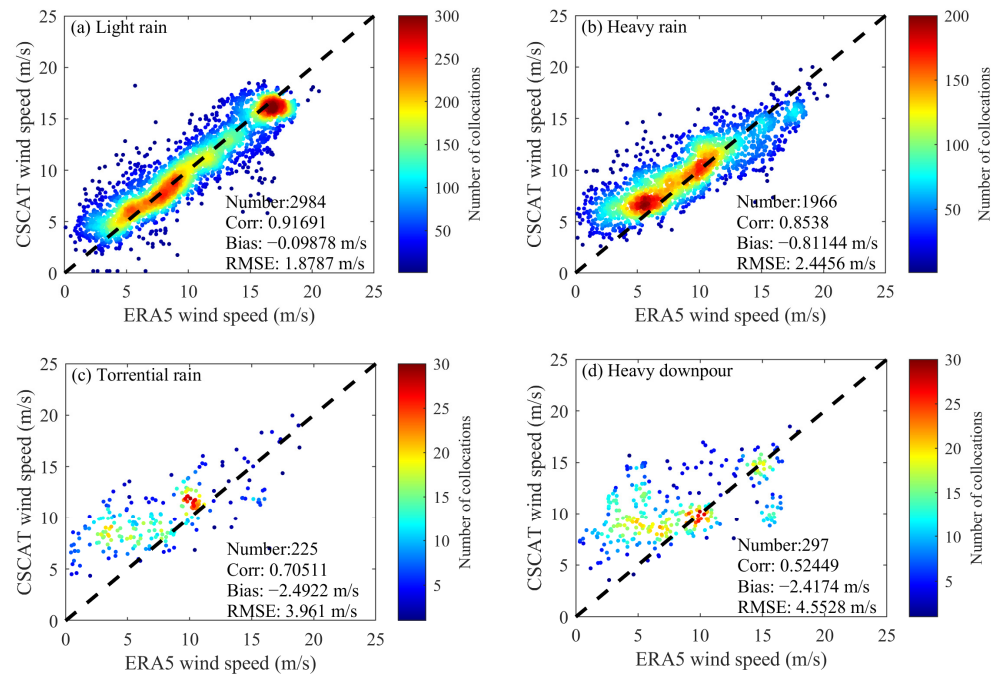 (a) Light rain
CSCAT wind speed (m/s)
25
20
15
10
5
0
0 5 10 15 20 25
ERA5 wind speed (m/s)
Number:2984
Corr: 0.91691
Bias: −0.09878 m/s
RMSE: 1.8787 m/s
300
250
200
150
100
50
Number of collocations
(b) Heavy rain
CSCAT wind speed (m/s)
25
20
15
10
5
0
0 5 10 15 20 25
ERA5 wind speed (m/s)
Number:1966
Corr: 0.8538
Bias: −0.81144 m/s
RMSE: 2.4456 m/s
200
150
100
50
Number of collocations
(c) Torrential rain
CSCAT wind speed (m/s)
25
20
15
10
5
0
0 5 10 15 20 25
ERA5 wind speed (m/s)
Number:225
Corr: 0.70511
Bias: −2.4922 m/s
RMSE: 3.961 m/s
30
25
20
15
10
5
Number of collocations
(d) Heavy downpour
CSCAT wind speed (m/s)
25
20
15
10
5
0
0 5 10 15 20 25
ERA5 wind speed (m/s)
Number:297
Corr: 0.52449
Bias: −2.4174 m/s
RMSE: 4.5528 m/s
30
25
20
15
10
5
Number of collocations